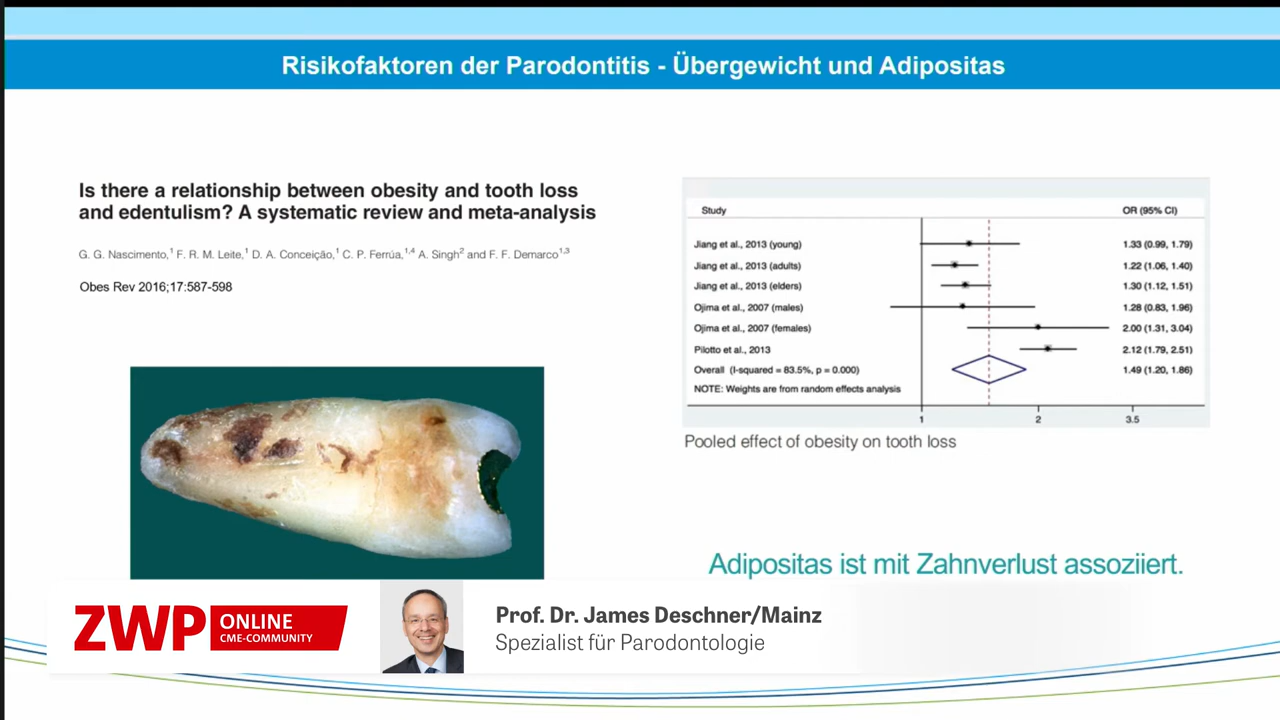 Risikofaktoren der Parodontitis - Übergewicht und Adipositas
Is there a relationship between obesity and tooth loss
and edentulism? A systematic review and meta-analysis
G. G. Nascimento,¹ F. R. M. Leite,¹ D. A. Conceição,¹ C. P. Ferrúa,¹,⁴ A. Singh² and F. F. Demarco¹,³
Obes Rev 2016;17:587-598
Study OR (95% CI)
Jiang et al., 2013 (young) 1.33 (0.99, 1.79)
Jiang et al., 2013 (adults) 1.22 (1.06, 1.40)
Jiang et al., 2013 (elders) 1.30 (1.12, 1.51)
Ojima et al., 2007 (males) 1.28 (0.83, 1.96)
Ojima et al., 2007 (females) 2.00 (1.31, 3.04)
Pilotto et al., 2013 2.12 (1.79, 2.51)
Overall (I-squared = 83.5%, p = 0.000) 1.49 (1.20, 1.86)
NOTE: Weights are from random effects analysis
1 2 3.5
Pooled effect of obesity on tooth loss
Adipositas ist mit Zahnverlust assoziiert.
ZWP ONLINE
CME-COMMUNITY
Prof. Dr. James Deschner/Mainz
Spezialist für Parodontologie